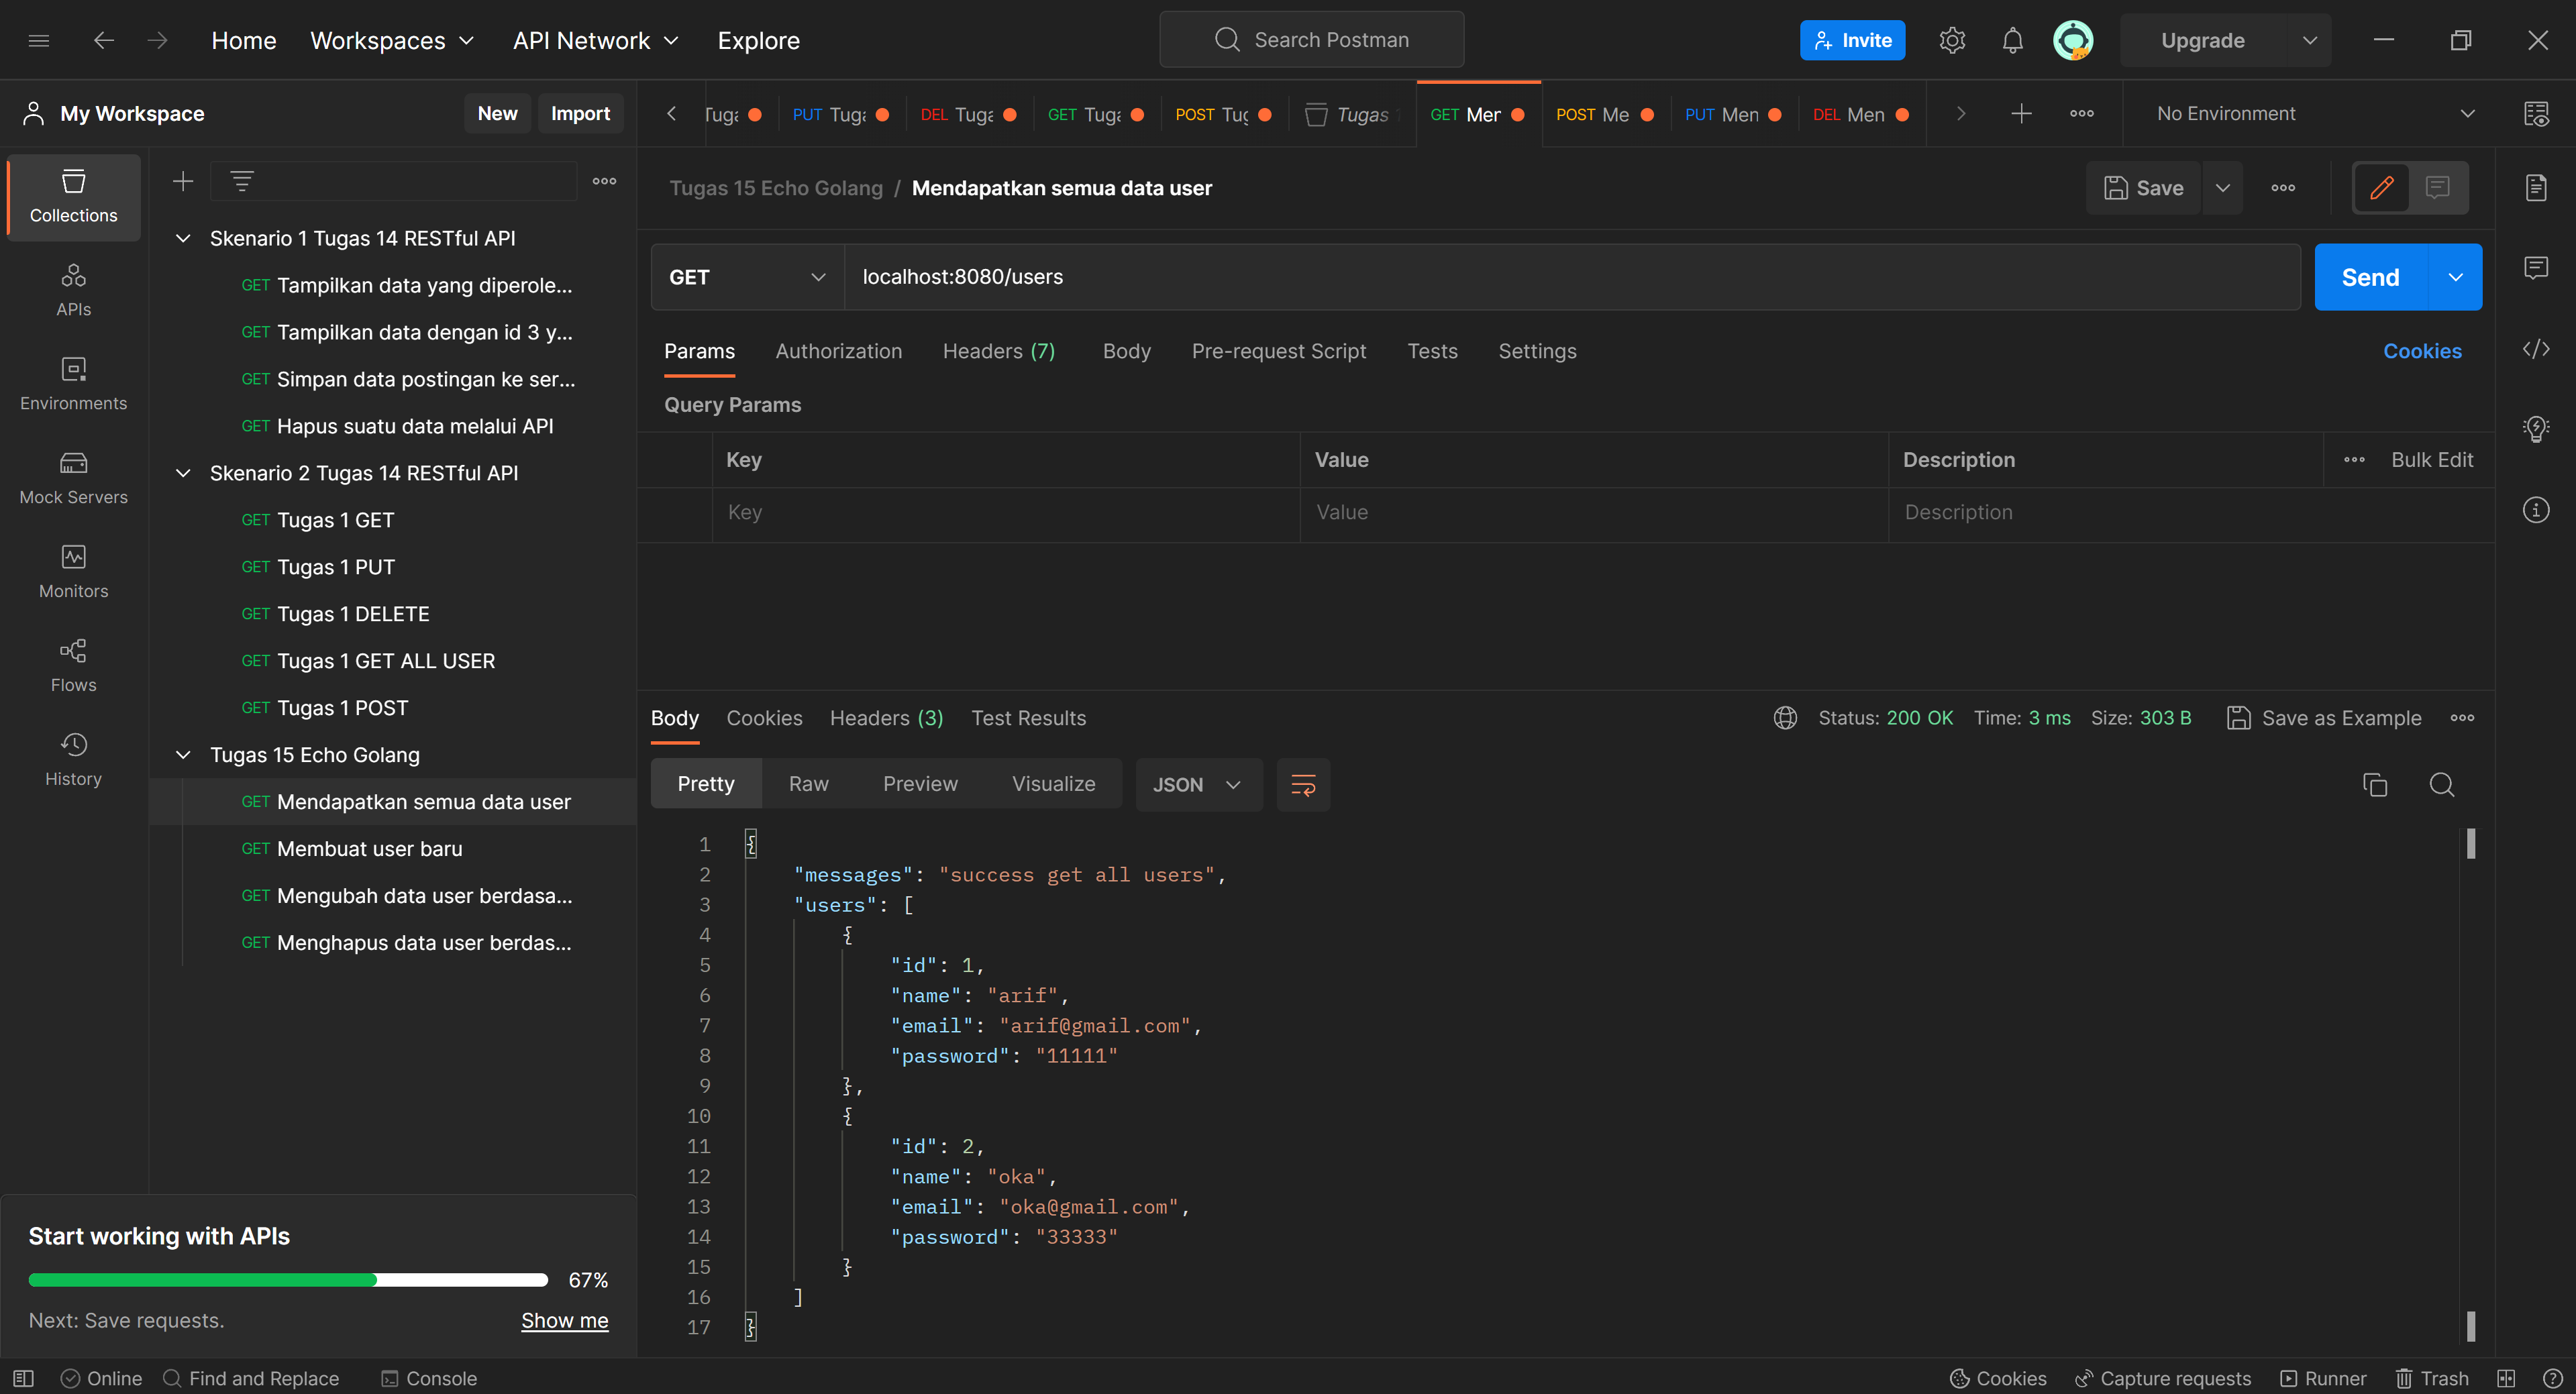 Home Workspaces API Network Explore Search Postman Invite Upgrade
My Workspace New Import
Tuga PUT Tuga DEL Tuga GET Tuga POST Tug Tugas 1 GET Men POST Me PUT Men DEL Men No Environment
Collections
APIs
Environments
Mock Servers
Monitors
Flows
History
Skenario 1 Tugas 14 RESTful API
GET Tampilkan data yang diperole...
GET Tampilkan data dengan id 3 y...
GET Simpan data postingan ke ser...
GET Hapus suatu data melalui API
Skenario 2 Tugas 14 RESTful API
GET Tugas 1 GET
GET Tugas 1 PUT
GET Tugas 1 DELETE
GET Tugas 1 GET ALL USER
GET Tugas 1 POST
Tugas 15 Echo Golang
GET Mendapatkan semua data user
GET Membuat user baru
GET Mengubah data user berdasa...
GET Menghapus data user berdas...
Start working with APIs
67%
Next: Save requests. Show me
Tugas 15 Echo Golang / Mendapatkan semua data user Save
GET localhost:8080/users Send
Params Authorization Headers (7) Body Pre-request Script Tests Settings Cookies
Query Params
Key Value Description Bulk Edit
Key Value Description
Body Cookies Headers (3) Test Results Status: 200 OK Time: 3 ms Size: 303 B Save as Example
Pretty Raw Preview Visualize JSON
1 {
2 "messages": "success get all users",
3 "users": [
4 {
5 "id": 1,
6 "name": "arif",
7 "email": "arif@gmail.com",
8 "password": "11111"
9 },
10 {
11 "id": 2,
12 "name": "oka",
13 "email": "oka@gmail.com",
14 "password": "33333"
15 }
16 ]
17 }
Online Find and Replace Console Cookies Capture requests Runner Trash